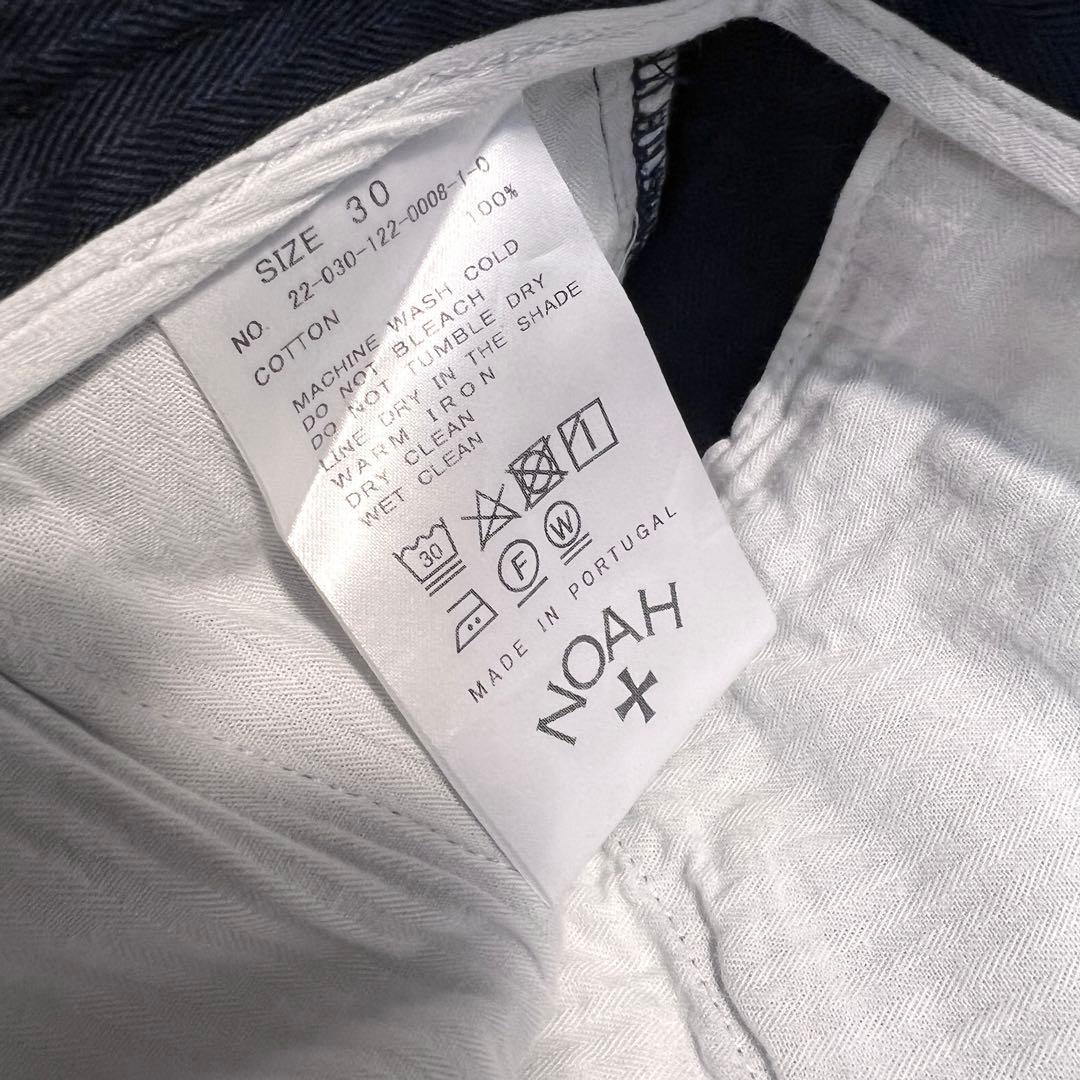 SIZE 30
NO. 22-030-122-0008-1-0
COTTON 100%
MACHINE WASH COLD
DO NOT BLEACH
DO NOT TUMBLE DRY
LINE DRY IN THE SHADE
WARM IRON
DRY CLEAN
WET CLEAN
30
F W
MADE IN PORTUGAL
NOAH